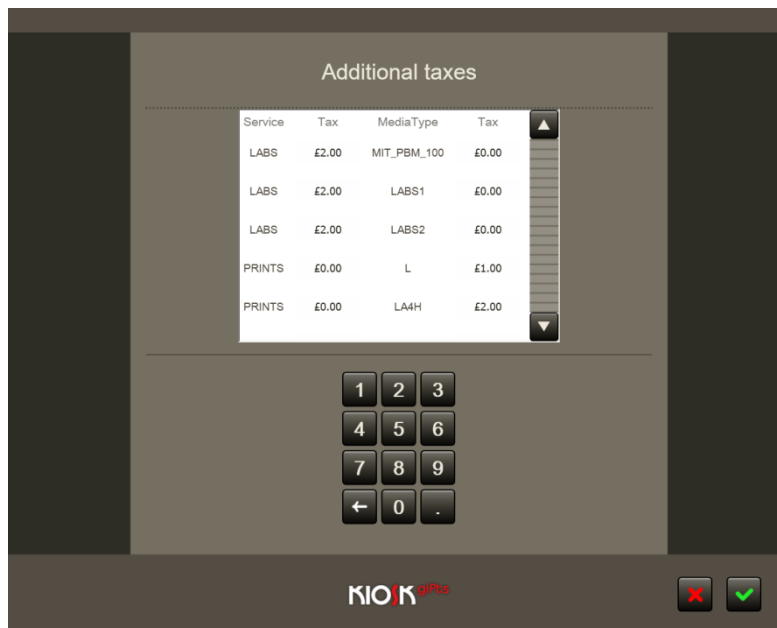 Additional taxes
Service Tax MediaType Tax
LABS £2.00 MIT_PBM_100 £0.00
LABS £2.00 LABS1 £0.00
LABS £2.00 LABS2 £0.00
PRINTS £0.00 L £1.00
PRINTS £0.00 LA4H £2.00
1 2 3
4 5 6
7 8 9
← 0 .
KIOSK gifts